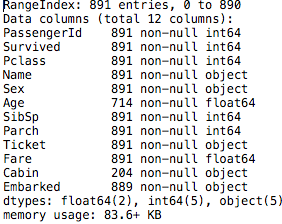 RangeIndex: 891 entries, 0 to 890
Data columns (total 12 columns):
PassengerId 891 non-null int64
Survived 891 non-null int64
Pclass 891 non-null int64
Name 891 non-null object
Sex 891 non-null object
Age 714 non-null float64
SibSp 891 non-null int64
Parch 891 non-null int64
Ticket 891 non-null object
Fare 891 non-null float64
Cabin 204 non-null object
Embarked 889 non-null object
dtypes: float64(2), int64(5), object(5)
memory usage: 83.6+ KB